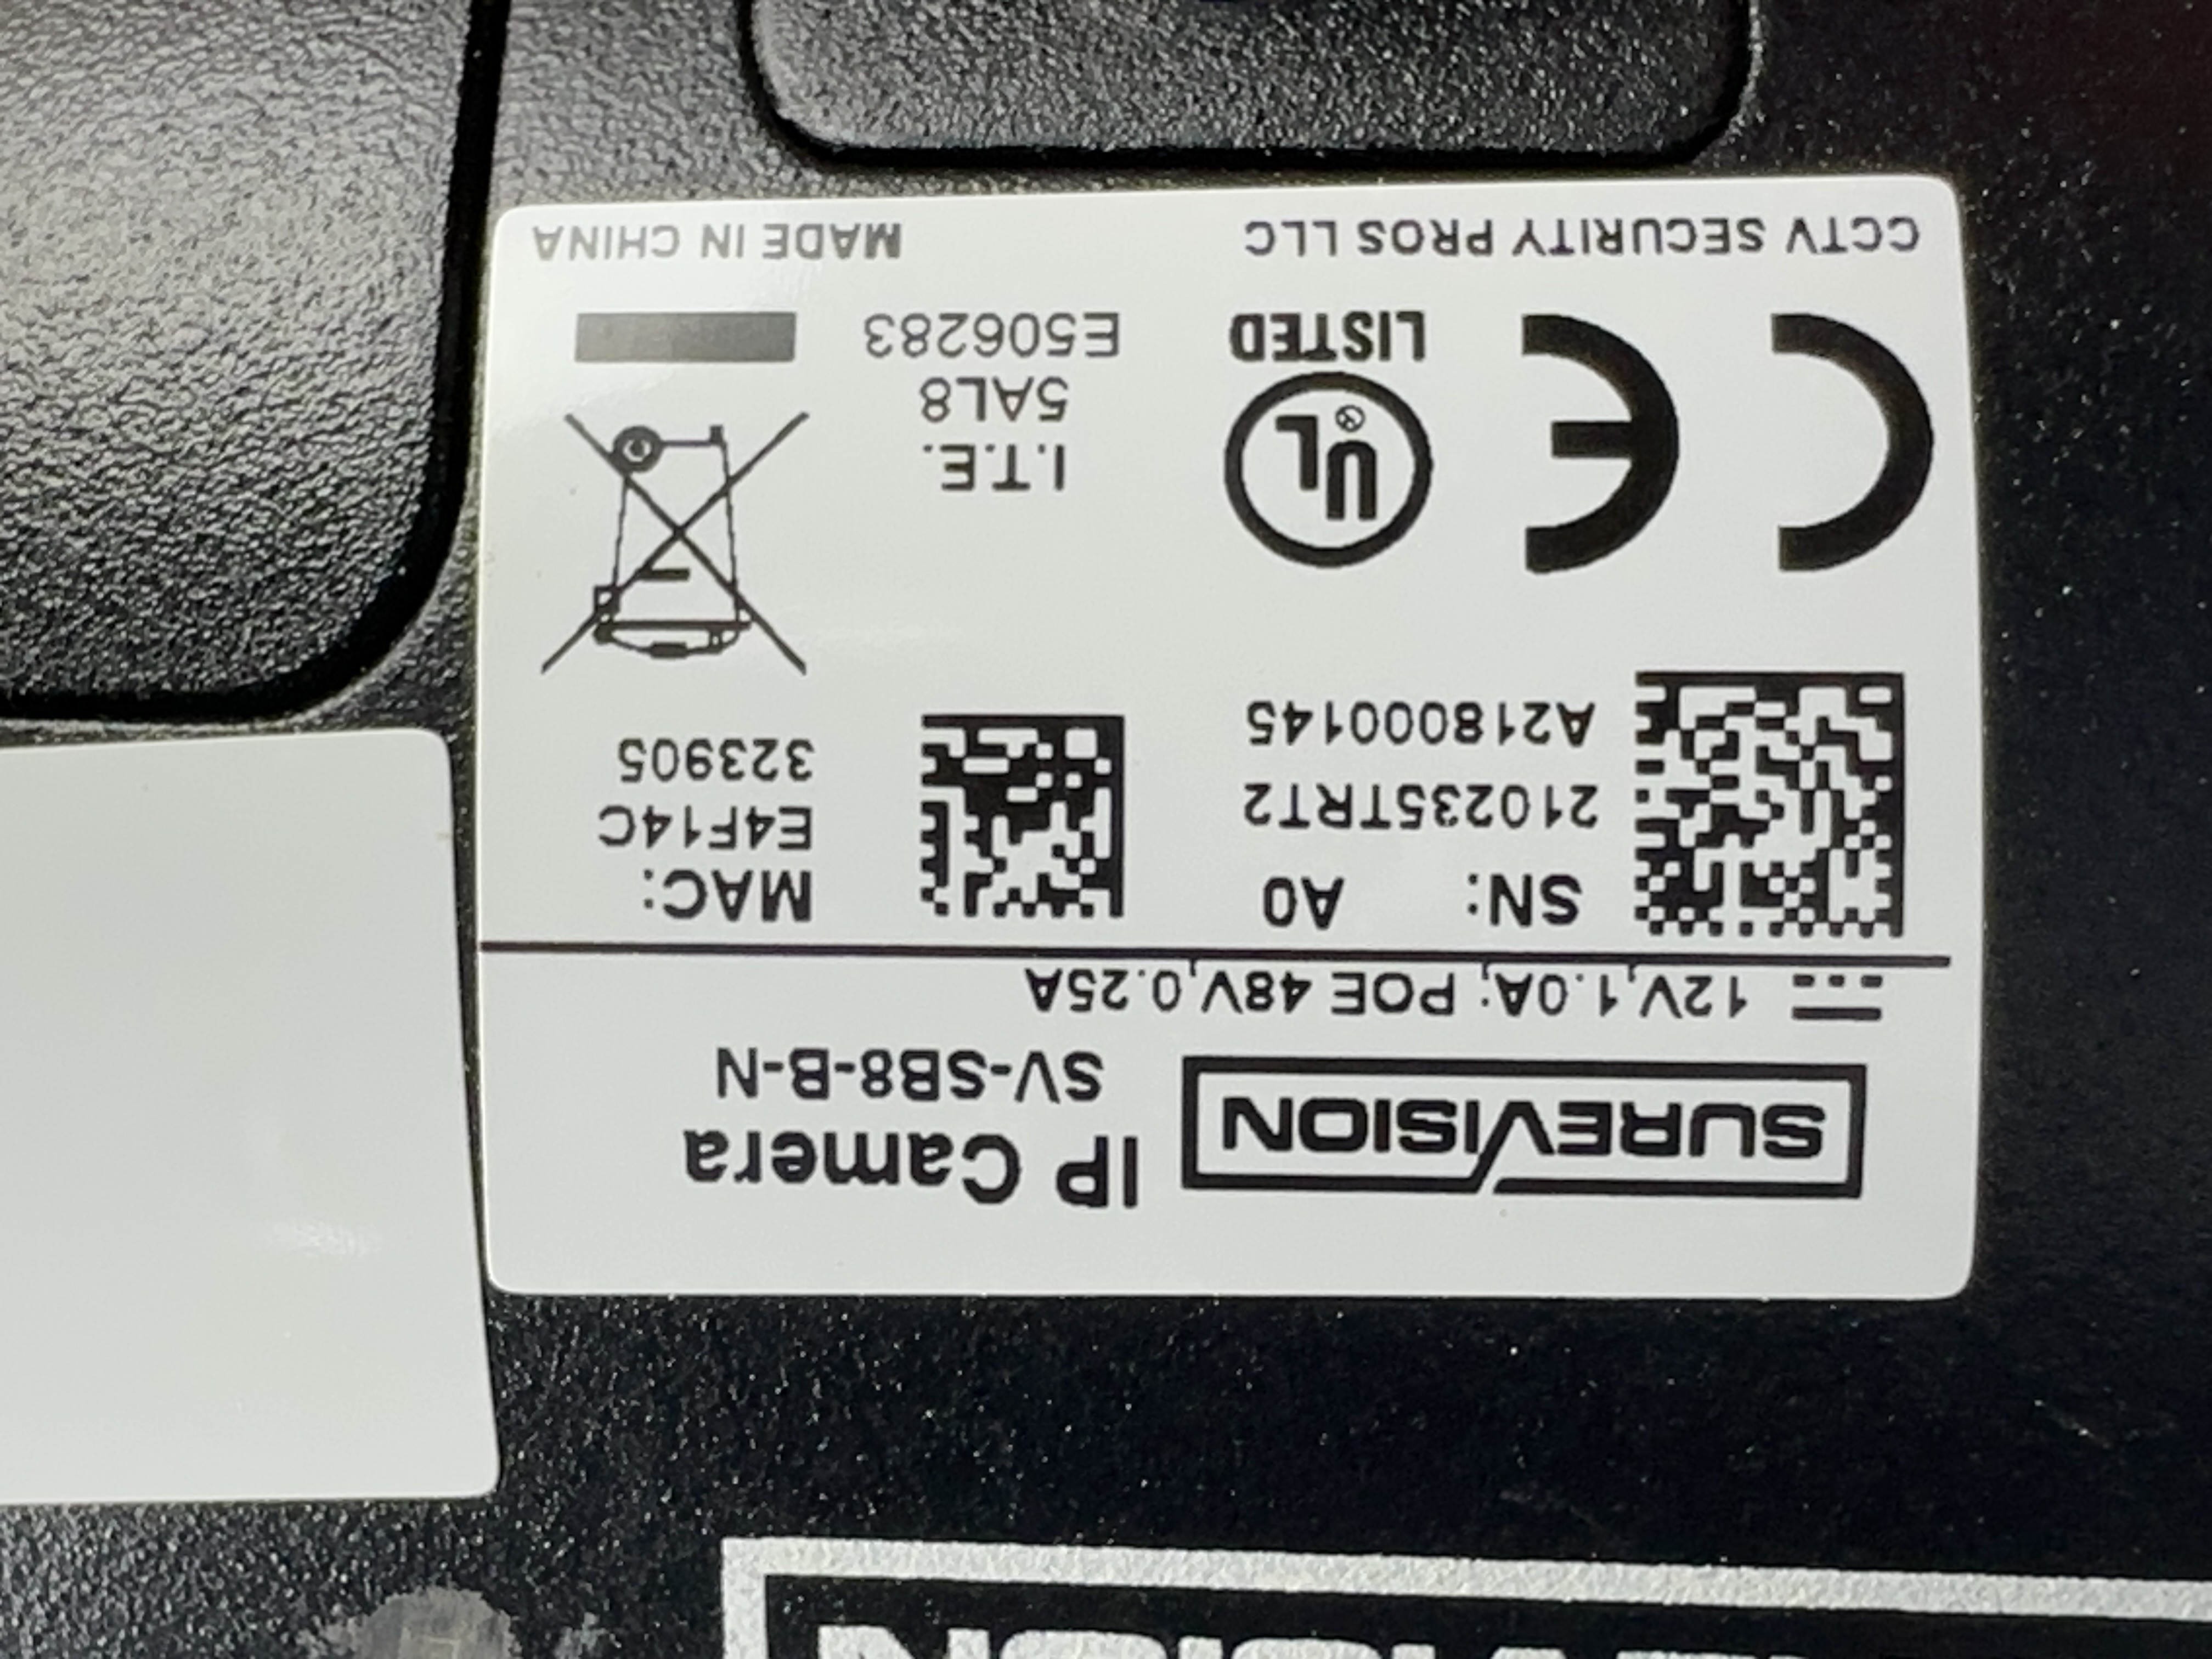 SUREVISION
IP Camera
SV-SB8-B-N
12V,1.0A; POE 48V,0.25A
SN: A0
210235TRT2
A218000145
MAC:
E4F14C
323905
CE
UL
LISTED
I.T.E.
5AL8
E506283
CCTV SECURITY PROS LLC
MADE IN CHINA